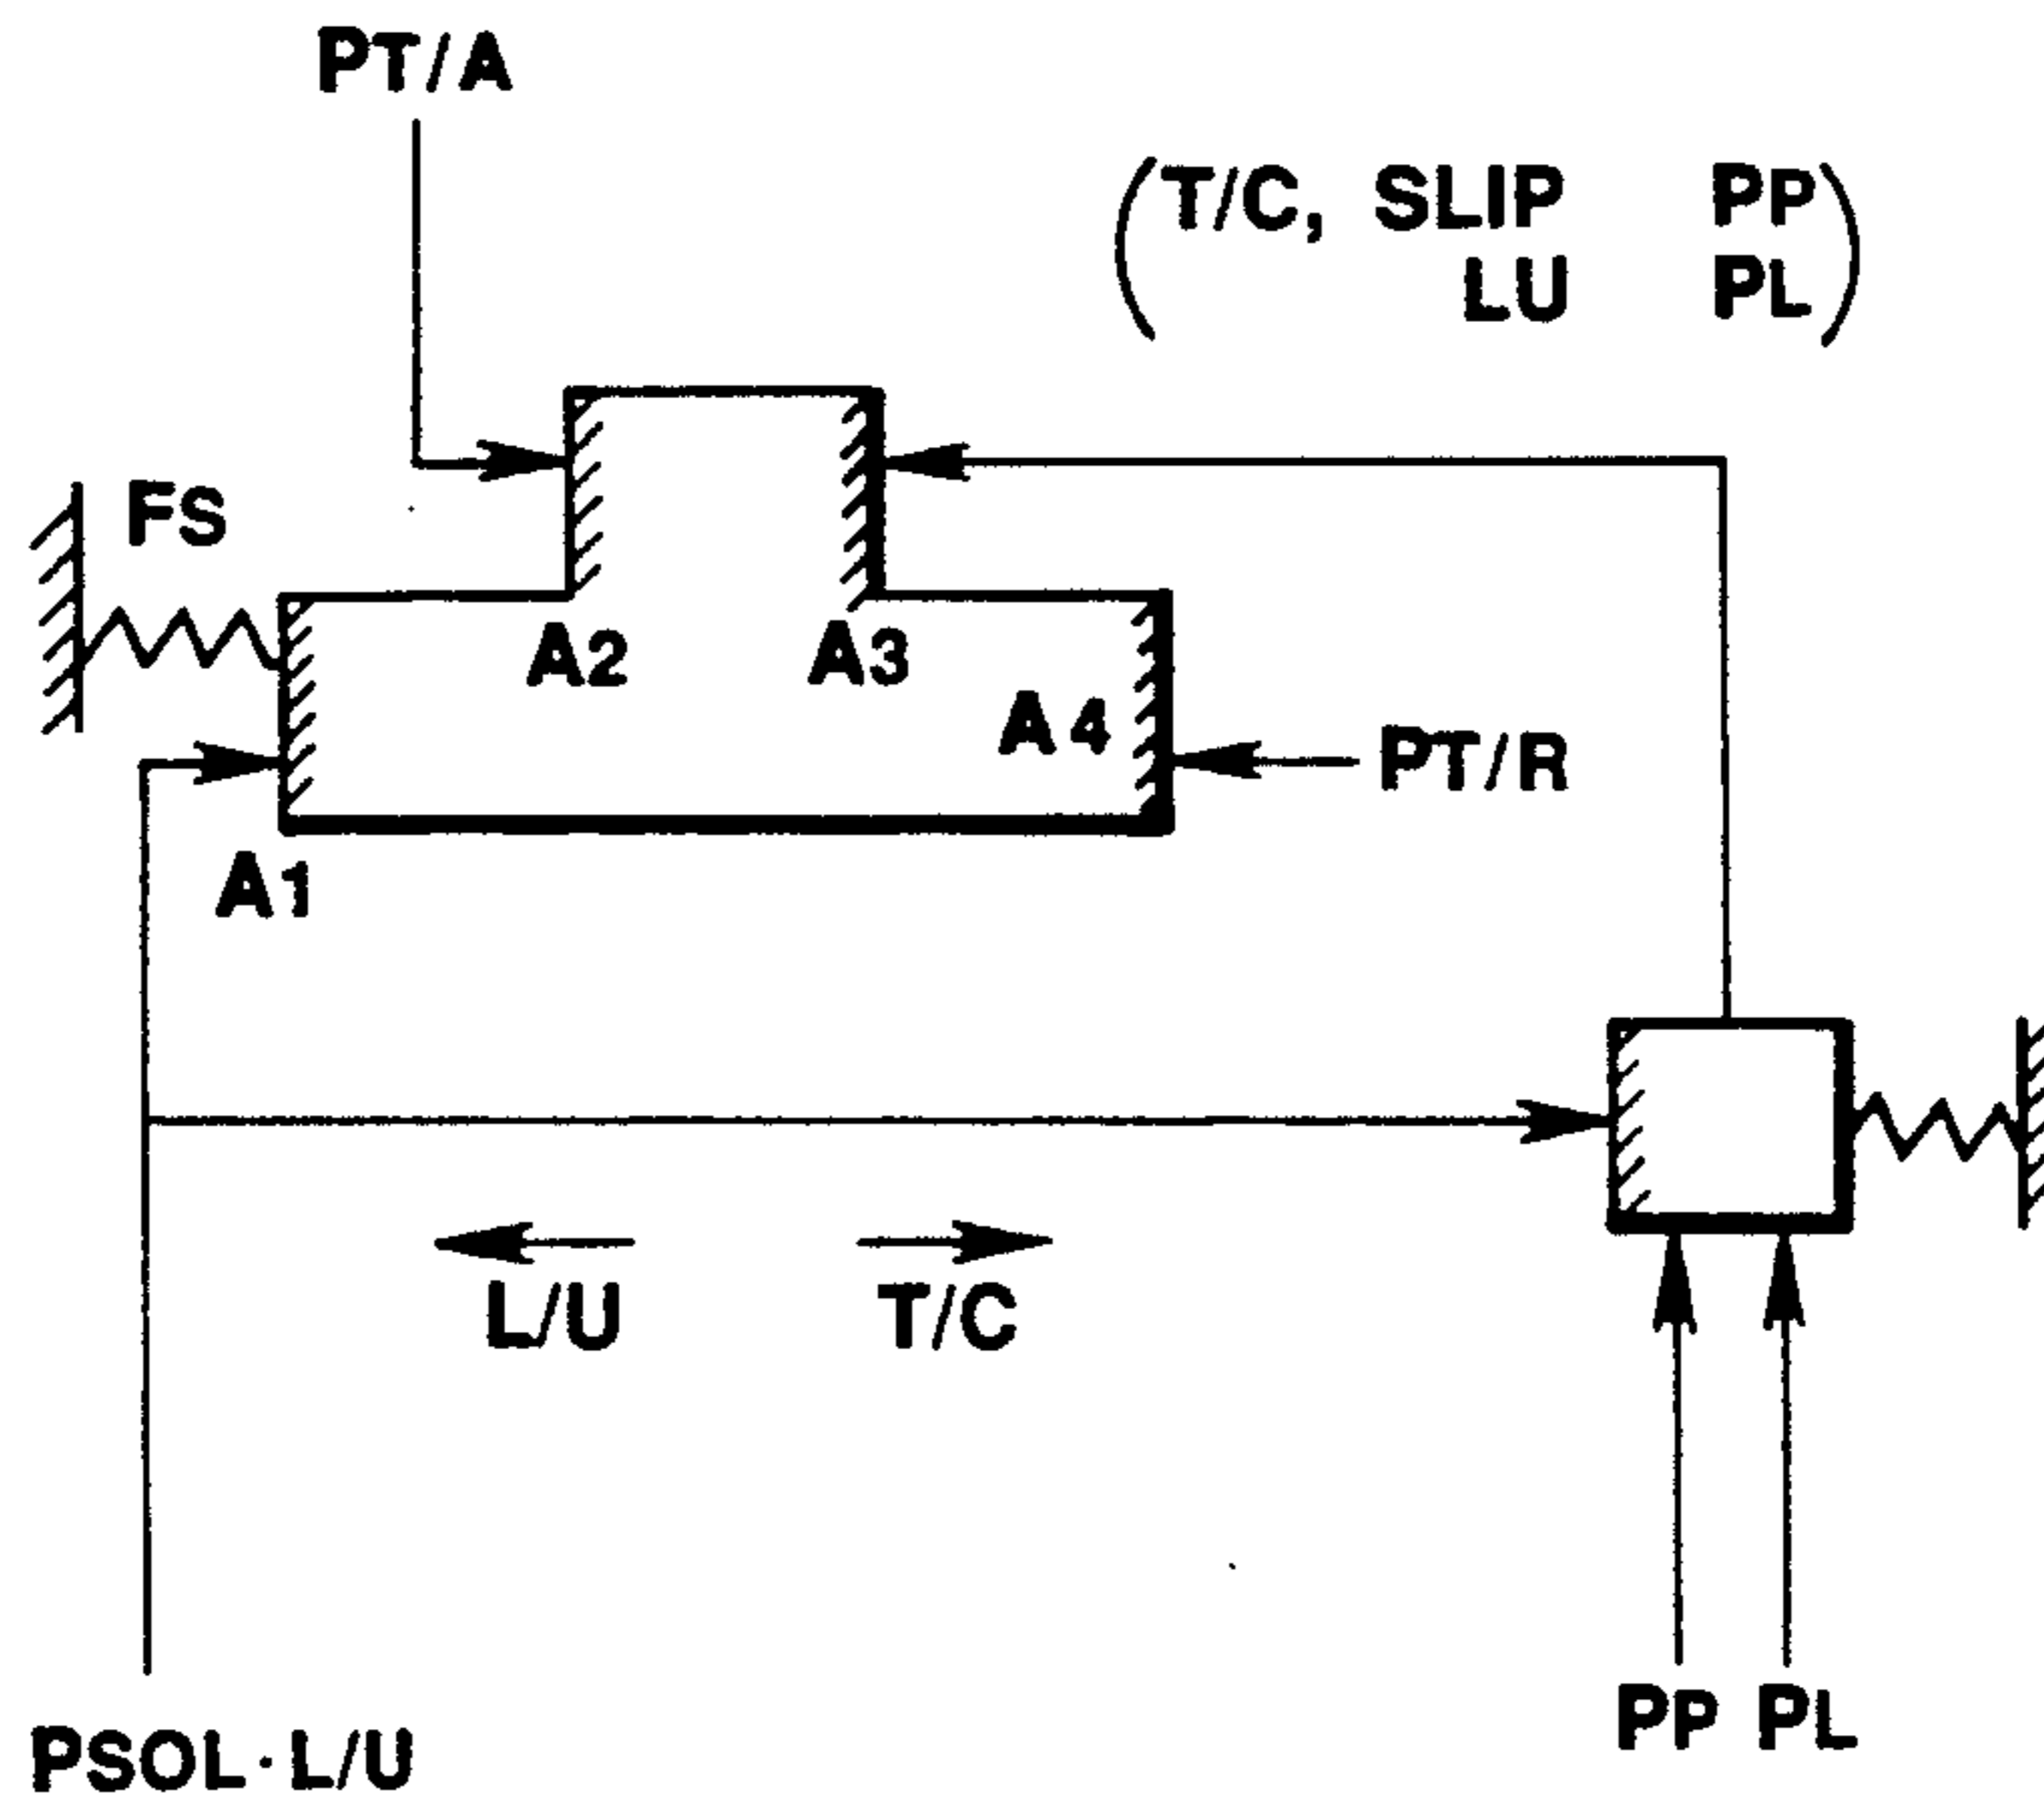 PT/A
(T/C, SLIP PP
LU PL)
FS
A2
A3
A4
PT/R
A1
L/U
T/C
PP PL
PSOL·L/U